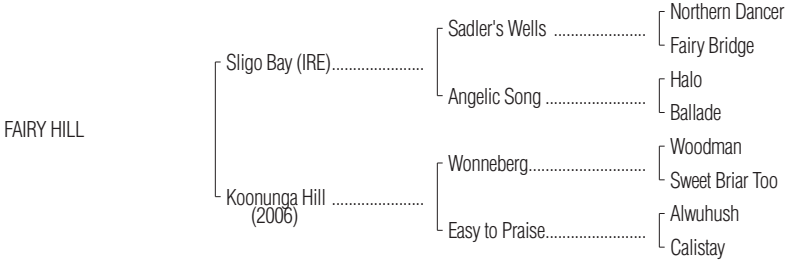 Northern Dancer
Sadler's Wells ......................
Fairy Bridge
Sligo Bay (IRE)......................
Halo
Angelic Song ........................
Ballade
FAIRY HILL
Woodman
Wonneberg............................
Sweet Briar Too
Koonunga Hill ......................
(2006)
Alwuhush
Easy to Praise........................
Calistay